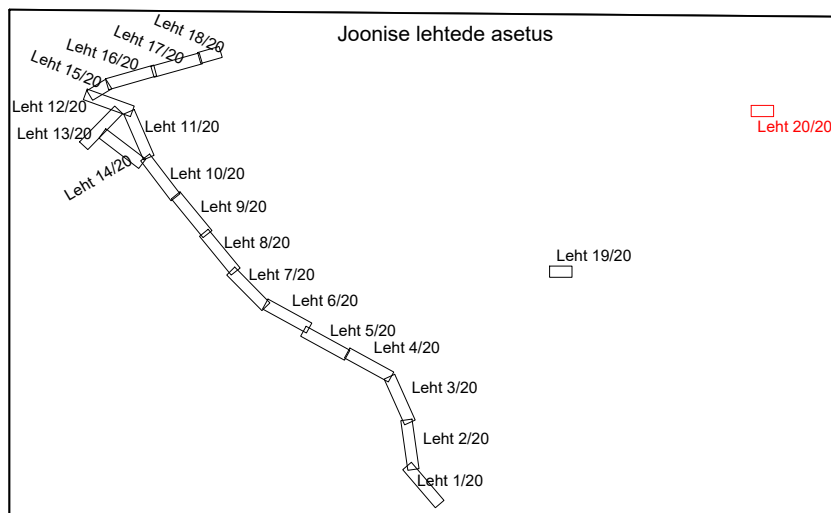 Joonise lehtede asetus
Leht 18/20
Leht 17/20
Leht 16/20
Leht 15/20
Leht 12/20
Leht 13/20
Leht 11/20
Leht 14/20
Leht 10/20
Leht 9/20
Leht 8/20
Leht 7/20
Leht 6/20
Leht 5/20
Leht 4/20
Leht 3/20
Leht 2/20
Leht 1/20
Leht 19/20
Leht 20/20